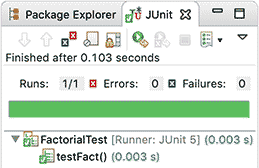 Package Explorer JUnit
Finished after 0.103 seconds
Runs: 1/1 Errors: 0 Failures: 0
FactorialTest [Runner: JUnit 5] (0.003 s)
testFact() (0.003 s)